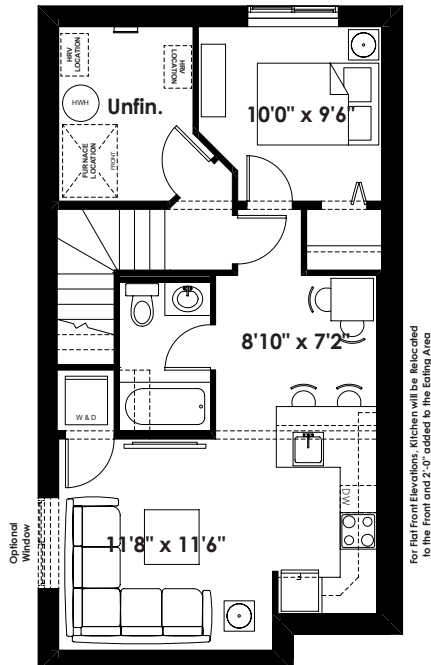 HRV
LOCATION
HRV
LOCATION
HWH
Unfin.
10'0" x 9'6"
FURNACE
LOCATION
FRONT
8'10" x 7'2"
W & D
DW
11'8" x 11'6"
Optional
Window
For Flat Front Elevations, Kitchen will be Relocated
to the Front and 2'-0" added to the Eating Area